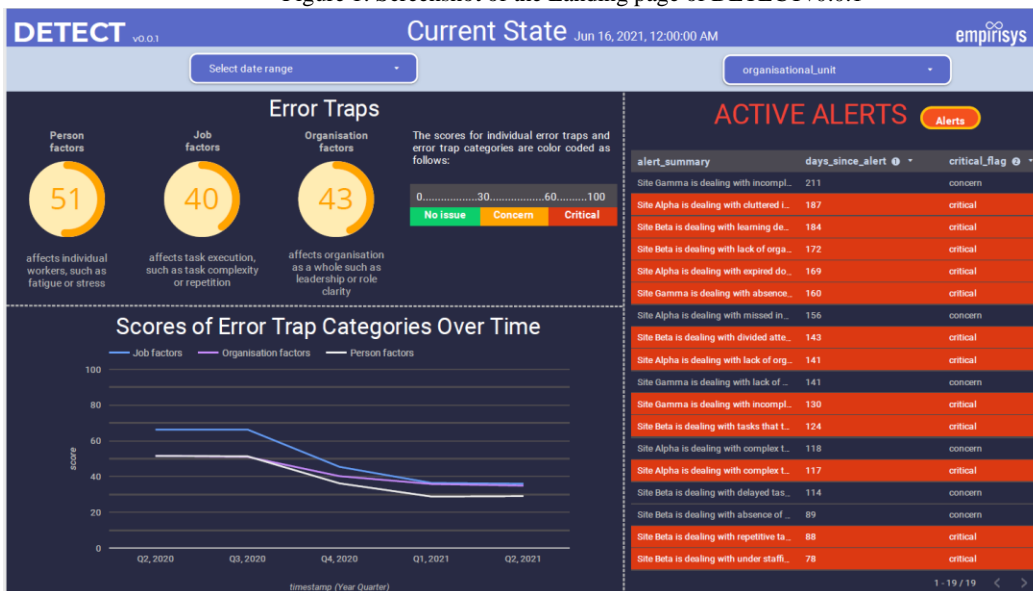 Figure 1: Screenshot of the Landing page of DETECT v0.0.1
DETECT v0.0.1
Current State Jun 16, 2021, 12:00:00 AM
empirisys
Select date range
organisational_unit
Error Traps
Person
factors
51
affects individual
workers, such as
fatigue or stress
Job
factors
40
affects task execution,
such as task complexity
or repetition
Organisation
factors
43
affects organisation
as a whole such as
leadership or role
clarity
The scores for individual error traps and
error trap categories are color coded as
follows:
0.................30.................60..........100
No issue Concern Critical
Scores of Error Trap Categories Over Time
Job factors Organisation factors Person factors
100
80
60
40
20
0
score
Q2, 2020 Q3, 2020 Q4, 2020 Q1, 2021 Q2, 2021
timestamp (Year Quarter)
ACTIVE ALERTS Alerts
alert_summary days_since_alert 1 critical_flag 2
Site Gamma is dealing with incompl... 211 concern
Site Alpha is dealing with cluttered i... 187 critical
Site Beta is dealing with learning de... 184 critical
Site Beta is dealing with lack of orga... 172 critical
Site Alpha is dealing with expired do... 169 critical
Site Gamma is dealing with absence... 160 critical
Site Alpha is dealing with missed in... 156 concern
Site Beta is dealing with divided atte... 143 critical
Site Alpha is dealing with lack of org... 141 critical
Site Gamma is dealing with lack of ... 141 concern
Site Gamma is dealing with incompl... 130 critical
Site Beta is dealing with tasks that t... 124 critical
Site Alpha is dealing with complex t... 118 concern
Site Alpha is dealing with complex t... 117 critical
Site Beta is dealing with delayed tas... 114 concern
Site Beta is dealing with absence of ... 89 concern
Site Beta is dealing with repetitive ta... 88 critical
Site Beta is dealing with under staffi... 78 critical
1 - 19 / 19 < >